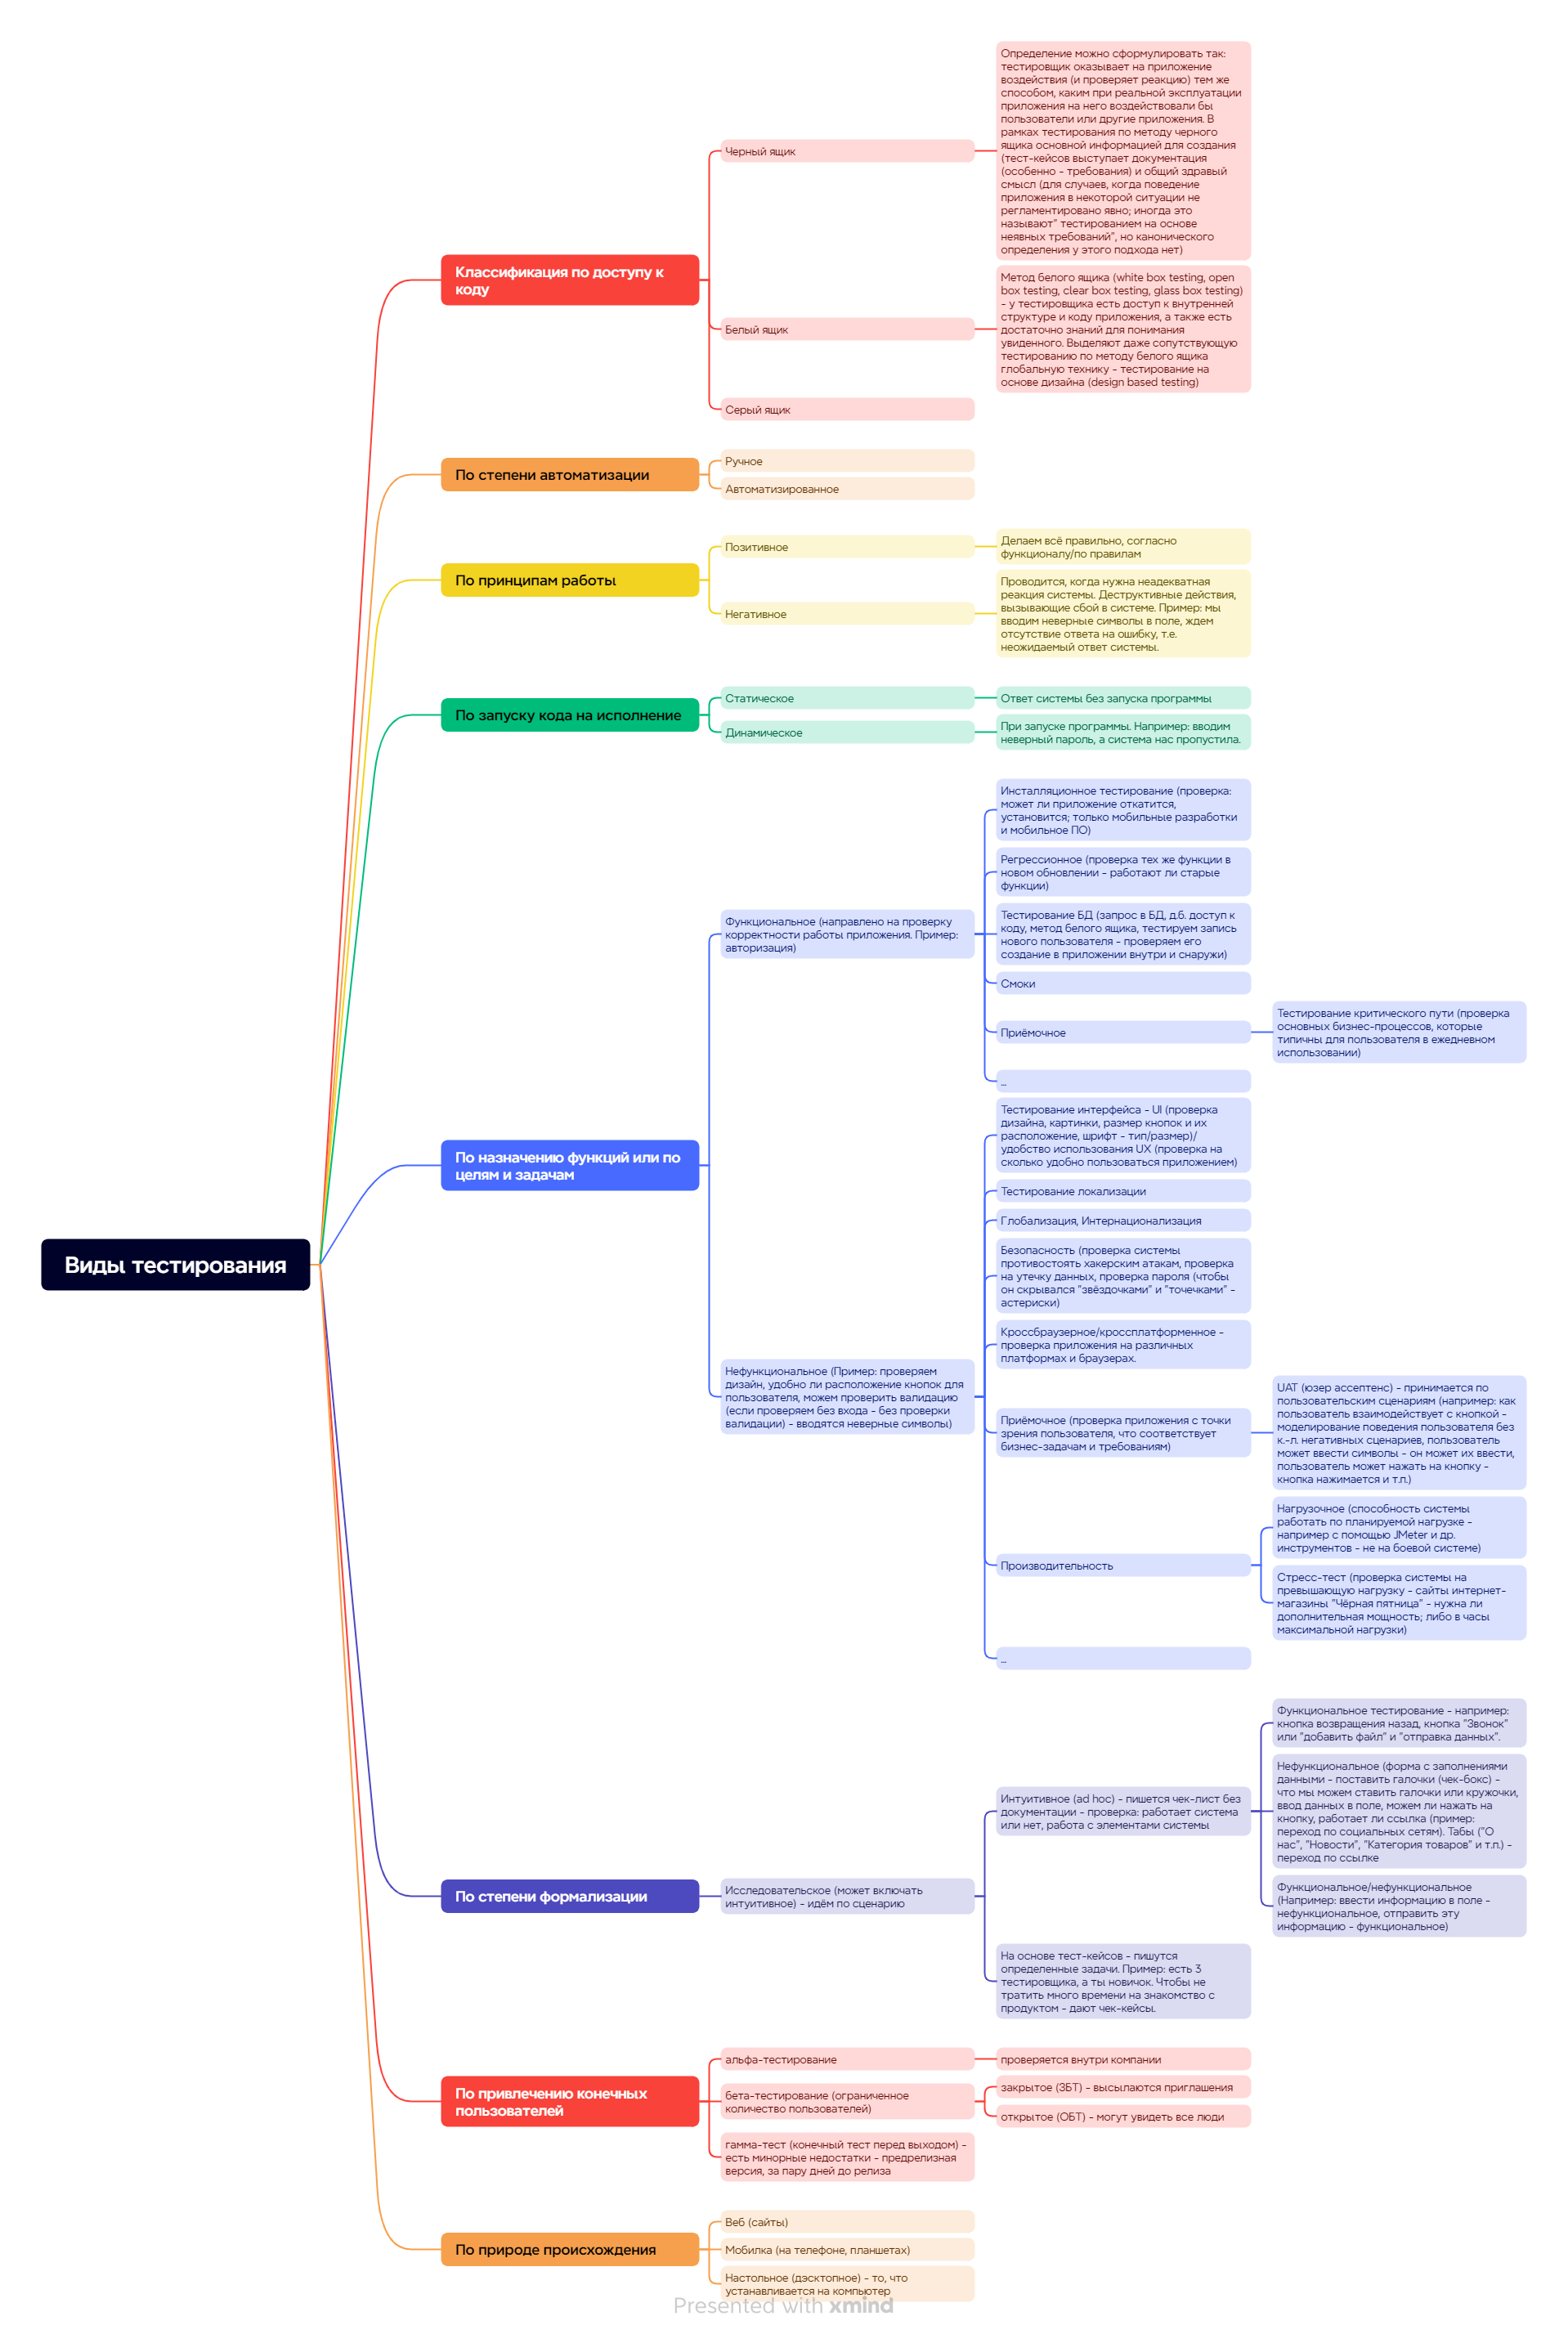 Виды тестирования
Классификация по доступу к
коду
Черный ящик
Определение можно сформулировать так:
тестировщик оказывает на приложение
воздействия (и проверяет реакцию) тем же
способом, каким при реальной эксплуатации
приложения на него воздействовали бы
пользователи или другие приложения. В
рамках тестирования по методу черного
ящика основной информацией для создания
(тест-кейсов выступает документация
(особенно - требования) и общий здравый
смысл (для случаев, когда поведение
приложения в некоторой ситуации не
регламентировано явно; иногда это
называют" тестированием на основе
неявных требований", но канонического
определения у этого подхода нет)
Белый ящик
Метод белого ящика (white box testing, open
box testing, clear box testing, glass box testing)
- у тестировщика есть доступ к внутренней
структуре и коду приложения, а также есть
достаточно знаний для понимания
увиденного. Выделяют даже сопутствующую
тестированию по методу белого ящика
глобальную технику - тестирование на
основе дизайна (design based testing)
Серый ящик
По степени автоматизации
Ручное
Автоматизированное
По принципам работы
Позитивное
Делаем всё правильно, согласно
функционалу/по правилам
Негативное
Проводится, когда нужна неадекватная
реакция системы. Деструктивные действия,
вызывающие сбой в системе. Пример: мы
вводим неверные символы в поле, ждем
отсутствие ответа на ошибку, т.е.
неожидаемый ответ системы.
По запуску кода на исполнение
Статическое
Ответ системы без запуска программы
Динамическое
При запуске программы. Например: вводим
неверный пароль, а система нас пропустила.
По назначению функций или по
целям и задачам
Функциональное (направлено на проверку
корректности работы приложения. Пример:
авторизация)
Инсталляционное тестирование (проверка:
может ли приложение откатится,
установится; только мобильные разработки
и мобильное ПО)
Регрессионное (проверка тех же функции в
новом обновлении - работают ли старые
функции)
Тестирование БД (запрос в БД, д.б. доступ к
коду, метод белого ящика, тестируем запись
нового пользователя - проверяем его
создание в приложении внутри и снаружи)
Смоки
Приёмочное
Тестирование критического пути (проверка
основных бизнес-процессов, которые
типичны для пользователя в ежедневном
использовании)
...
Нефункциональное (Пример: проверяем
дизайн, удобно ли расположение кнопок для
пользователя, можем проверить валидацию
(если проверяем без входа - без проверки
валидации) - вводятся неверные символы)
Тестирование интерфейса - UI (проверка
дизайна, картинки, размер кнопок и их
расположение, шрифт - тип/размер)/
удобство использования UX (проверка на
сколько удобно пользоваться приложением)
Тестирование локализации
Глобализация, Интернационализация
Безопасность (проверка системы
противостоять хакерским атакам, проверка
на утечку данных, проверка пароля (чтобы
он скрывался "звёздочками" и "точечками" -
астериски)
Кроссбраузерное/кроссплатформенное -
проверка приложения на различных
платформах и браузерах.
Приёмочное (проверка приложения с точки
зрения пользователя, что соответствует
бизнес-задачам и требованиям)
UAT (юзер ассептенс) - принимается по
пользовательским сценариям (например: как
пользователь взаимодействует с кнопкой -
моделирование поведения пользователя без
к.-л. негативных сценариев, пользователь
может ввести символы - он может их ввести,
пользователь может нажать на кнопку -
кнопка нажимается и т.п.)
Производительность
Нагрузочное (способность системы
работать по планируемой нагрузке -
например с помощью JMeter и др.
инструментов - не на боевой системе)
Стресс-тест (проверка системы на
превышающую нагрузку - сайты интернет-
магазины "Чёрная пятница" - нужна ли
дополнительная мощность; либо в часы
максимальной нагрузки)
...
По степени формализации
Исследовательское (может включать
интуитивное) - идём по сценарию
Интуитивное (ad hoc) - пишется чек-лист без
документации - проверка: работает система
или нет, работа с элементами системы
Функциональное тестирование - например:
кнопка возвращения назад, кнопка "Звонок"
или "добавить файл" и "отправка данных".
Нефункциональное (форма с заполнениями
данными - поставить галочки (чек-бокс) -
что мы можем ставить галочки или кружочки,
ввод данных в поле, можем ли нажать на
кнопку, работает ли ссылка (пример:
переход по социальных сетям). Табы ("О
нас", "Новости", "Категория товаров" и т.п.) -
переход по ссылке
Функциональное/нефункциональное
(Например: ввести информацию в поле -
нефункциональное, отправить эту
информацию - функциональное)
На основе тест-кейсов - пишутся
определенные задачи. Пример: есть 3
тестировщика, а ты новичок. Чтобы не
тратить много времени на знакомство с
продуктом - дают чек-кейсы.
По привлечению конечных
пользователей
альфа-тестирование
проверяется внутри компании
бета-тестирование (ограниченное
количество пользователей)
закрытое (ЗБТ) - высылаются приглашения
открытое (ОБТ) - могут увидеть все люди
гамма-тест (конечный тест перед выходом) -
есть минорные недостатки - предрелизная
версия, за пару дней до релиза
По природе происхождения
Веб (сайты)
Мобилка (на телефоне, планшетах)
Настольное (дэсктопное) - то, что
устанавливается на компьютер
Presented with xmind